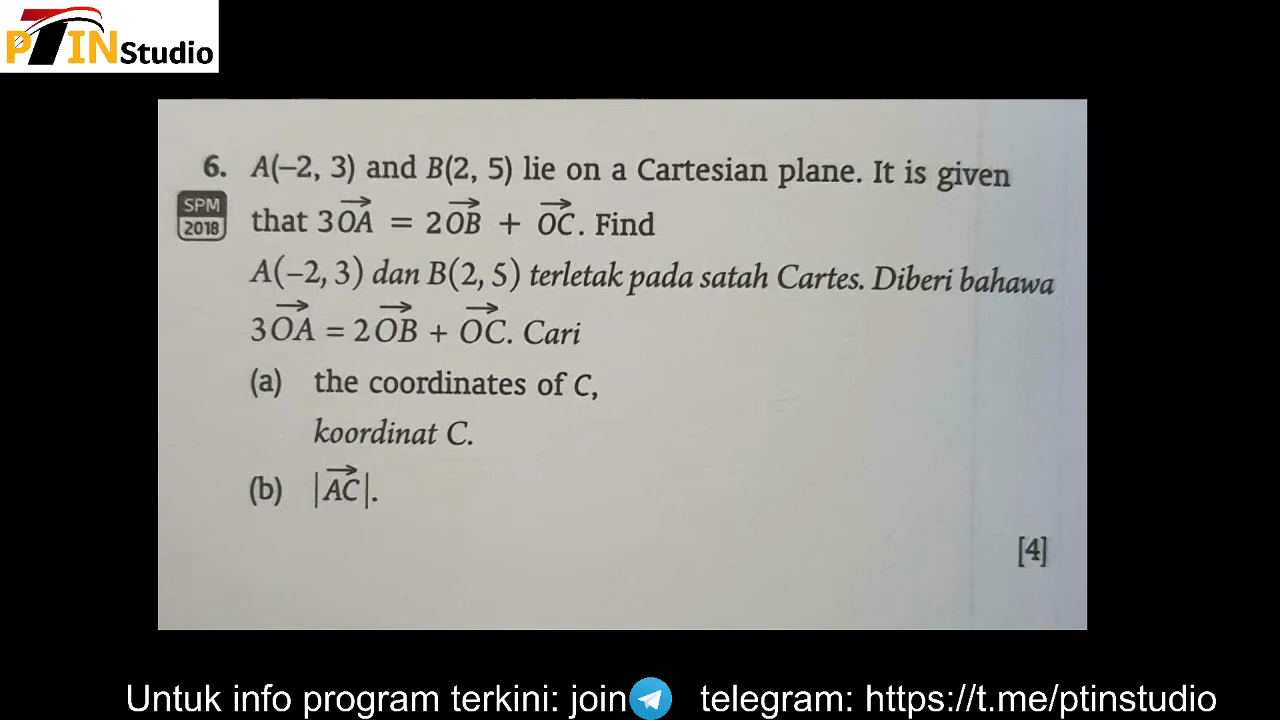 PTIN Studio
6. A(–2, 3) and B(2, 5) lie on a Cartesian plane. It is given
SPM
2018
that 3OA = 2OB + OC. Find
A(–2, 3) dan B(2, 5) terletak pada satah Cartes. Diberi bahawa
3OA = 2OB + OC. Cari
(a) the coordinates of C,
koordinat C.
(b) |AC|.
[4]
Untuk info program terkini: join telegram: https://t.me/ptinstudio